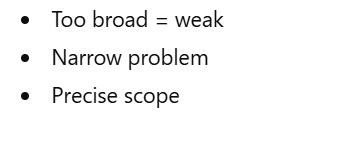 • Too broad = weak
• Narrow problem
• Precise scope